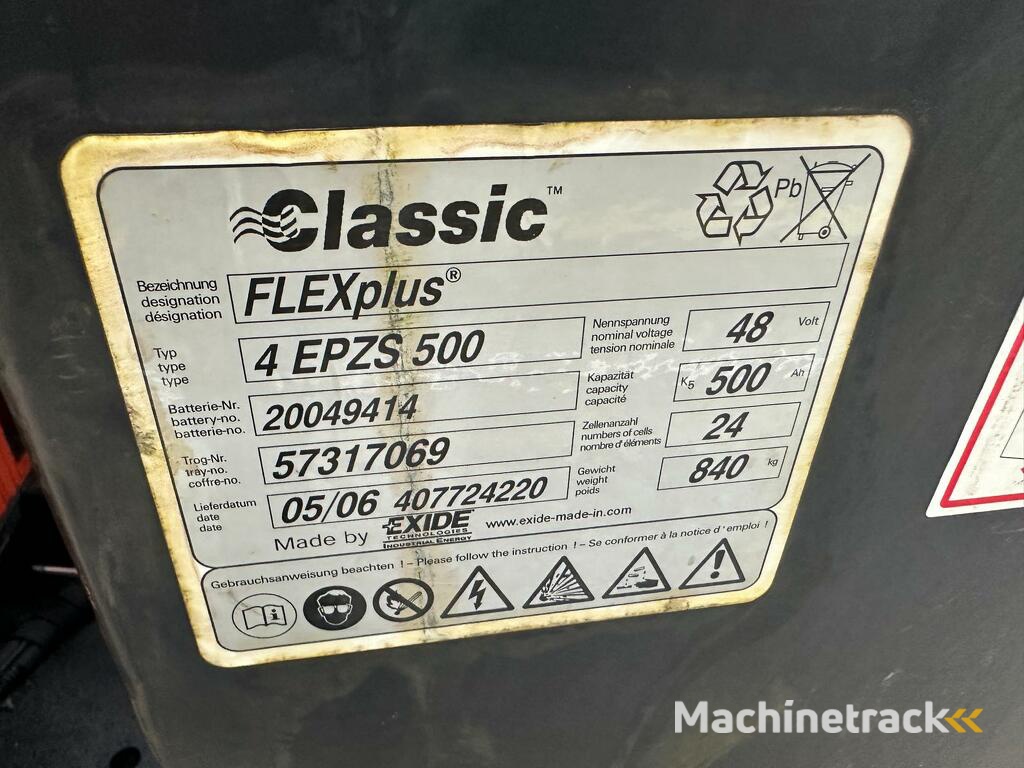 Classic™
Pb
Bezeichnung
designation
désignation
FLEXplus®
Typ
type
type
4 EPZS 500
Nennspannung
nominal voltage
tension nominale
48 Volt
Batterie-Nr.
battery-no.
batterie-no.
20049414
Kapazität
capacity
capacité
K5 500 Ah
Trog-Nr.
tray-no.
coffre-no.
57317069
Zellenanzahl
numbers of cells
nombre d'éléments
24
Lieferdatum
date
date
05/06 407724220
Gewicht
weight
poids
840 kg
Made by EXIDE www.exide-made-in.com
TECHNOLOGIES
INDUSTRIAL ENERGY
Gebrauchsanweisung beachten ! – Please follow the instruction ! – Se conformer à la notice d'emploi !
Machinetrack